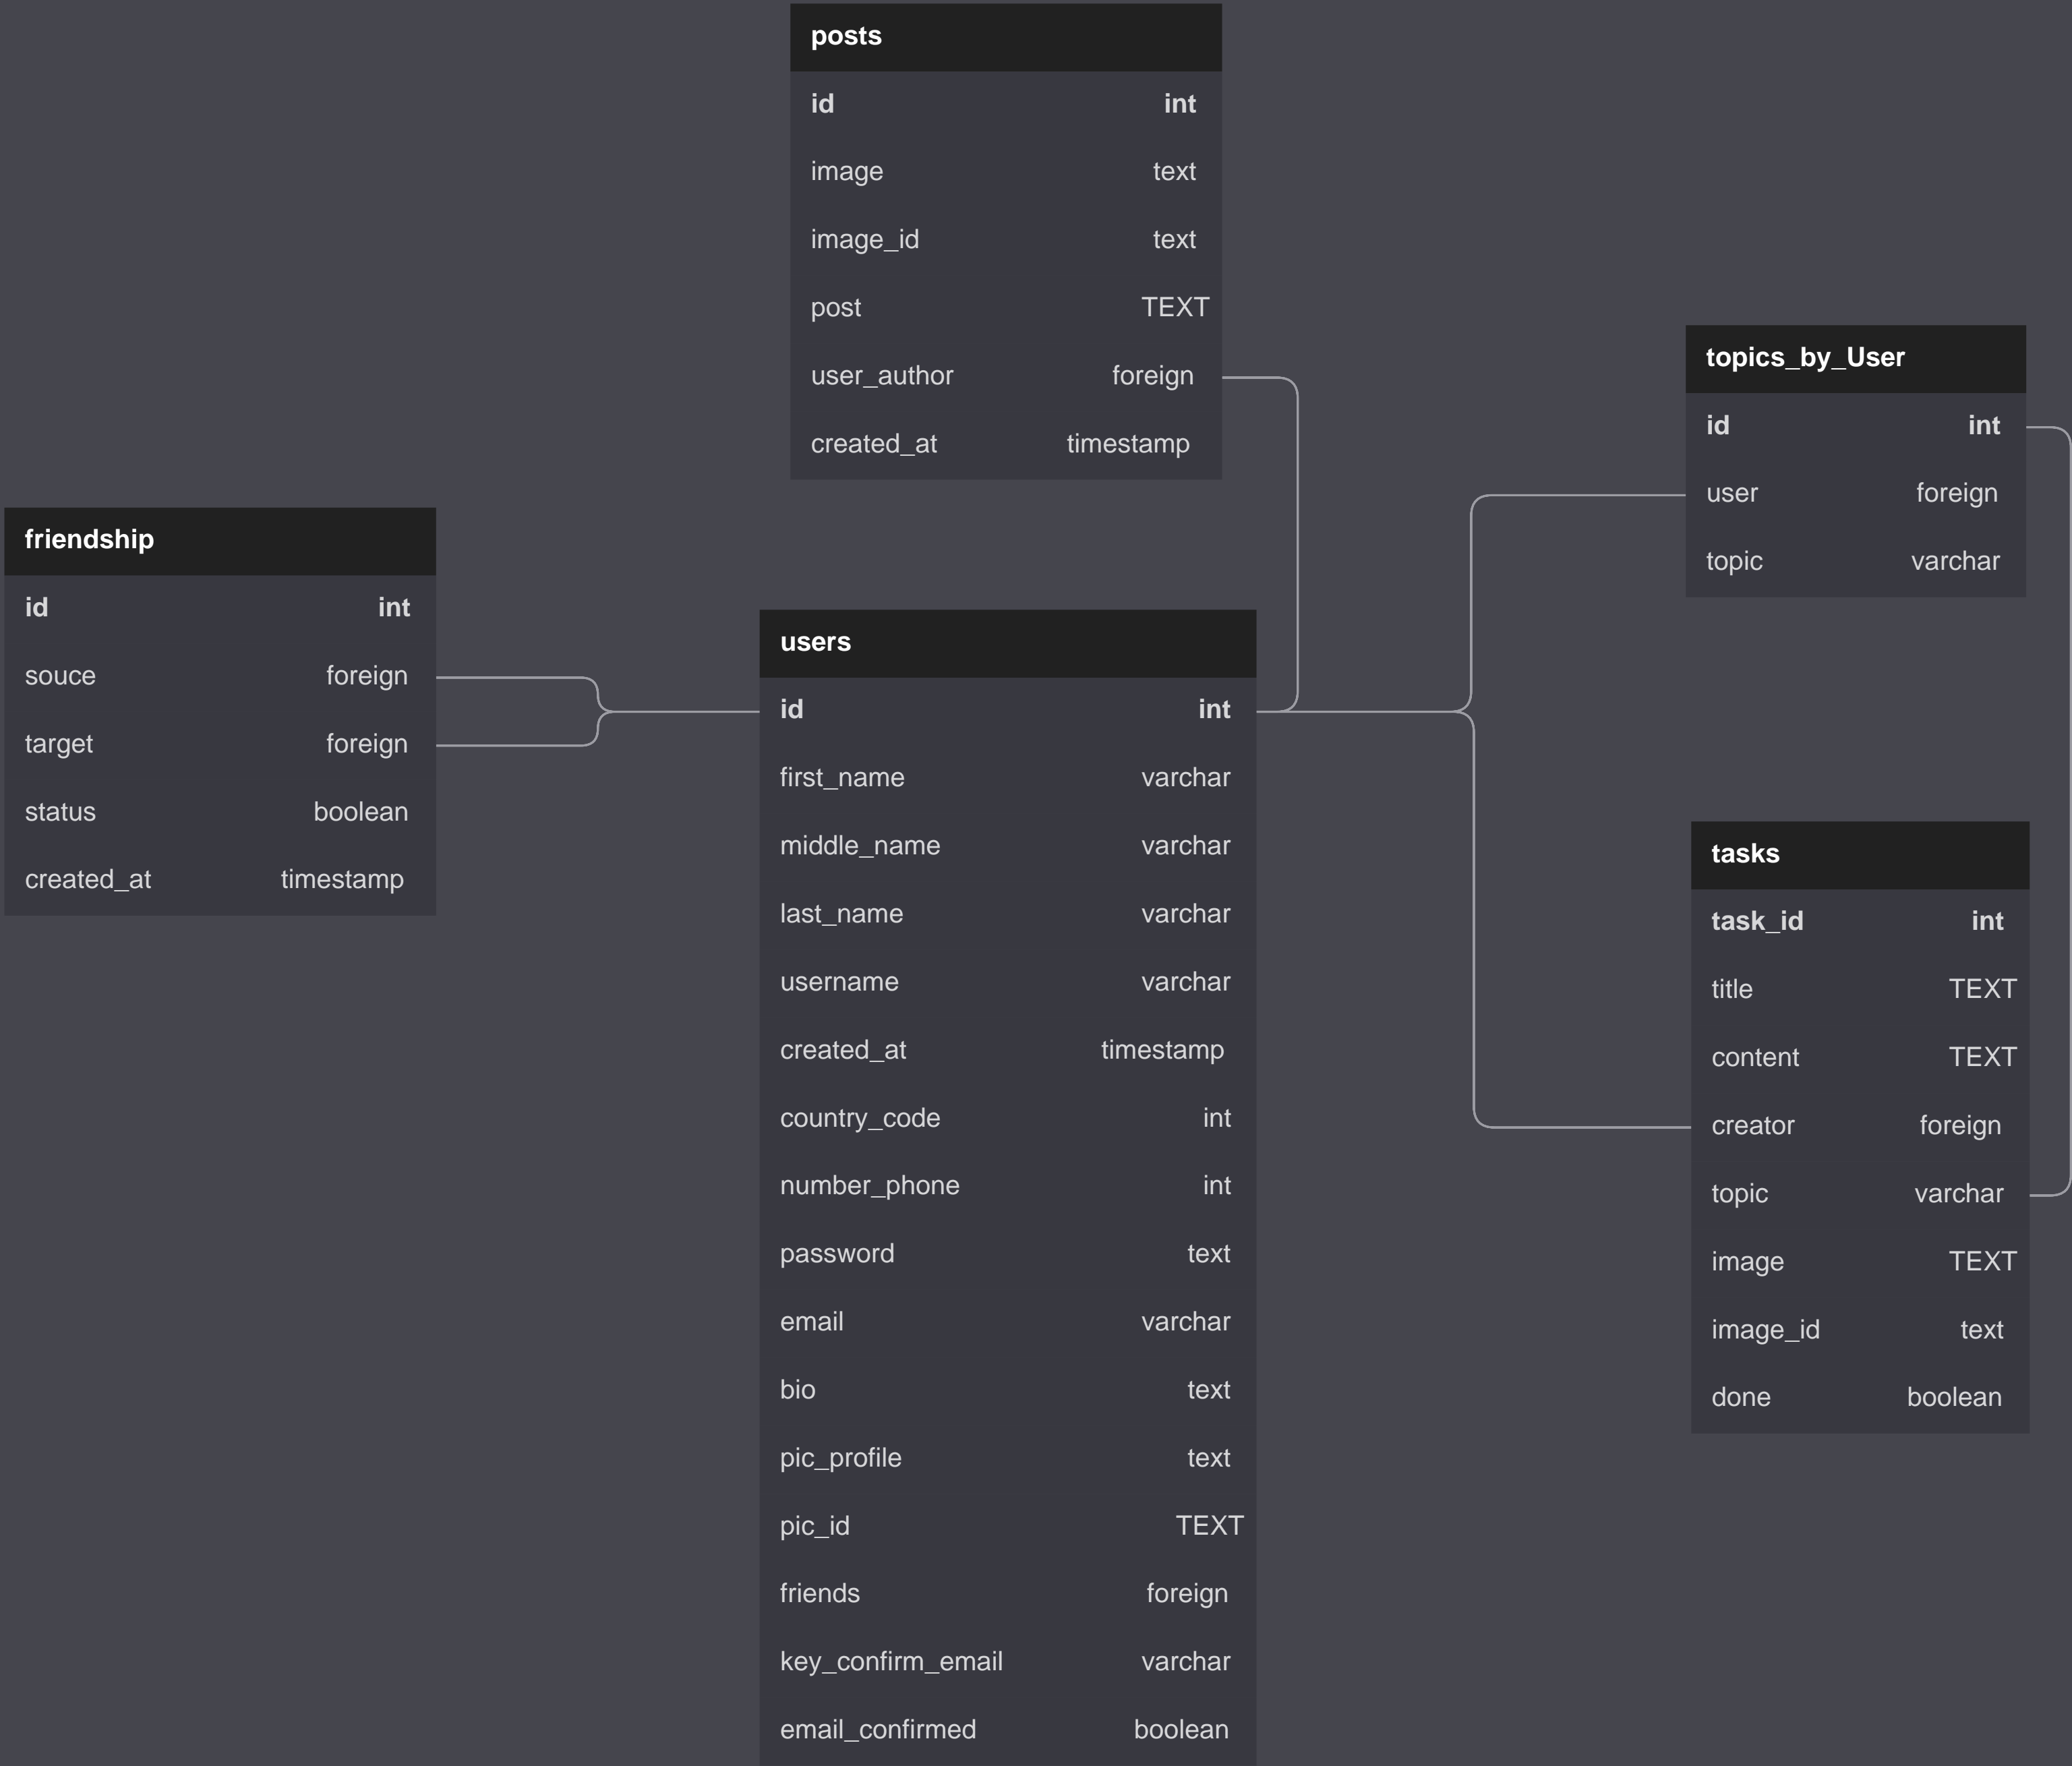 posts
id int
image text
image_id text
post TEXT
user_author foreign
created_at timestamp
friendship
id int
souce foreign
target foreign
status boolean
created_at timestamp
users
id int
first_name varchar
middle_name varchar
last_name varchar
username varchar
created_at timestamp
country_code int
number_phone int
password text
email varchar
bio text
pic_profile text
pic_id TEXT
friends foreign
key_confirm_email varchar
email_confirmed boolean
topics_by_User
id int
user foreign
topic varchar
tasks
task_id int
title TEXT
content TEXT
creator foreign
topic varchar
image TEXT
image_id text
done boolean